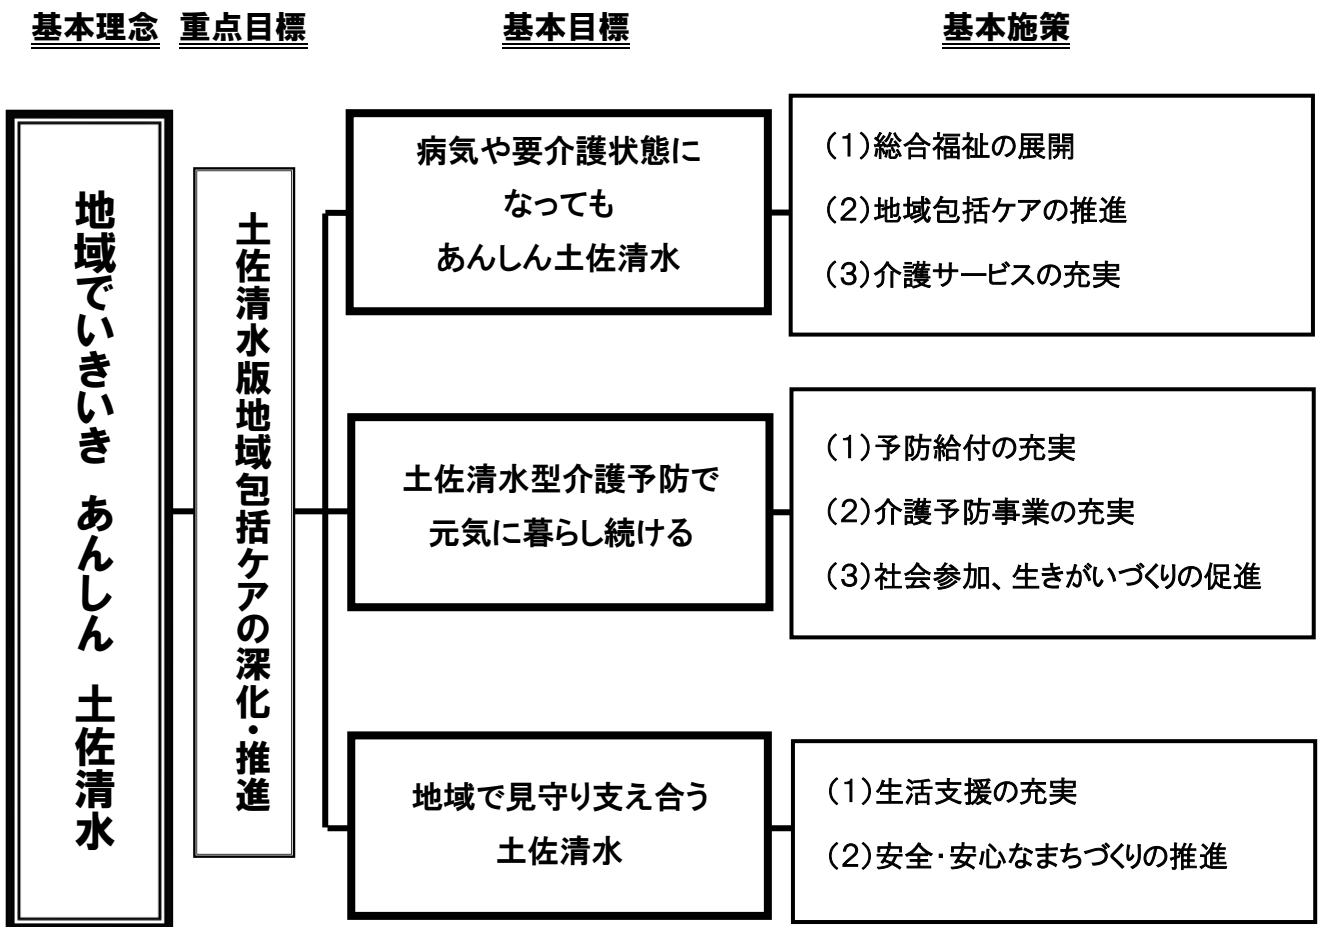 基本理念
重点目標
基本目標
基本施策
地域でいきいき あんしん 土佐清水
土佐清水版地域包括ケアの深化・推進
病気や要介護状態に
なっても
あんしん土佐清水
(1)総合福祉の展開
(2)地域包括ケアの推進
(3)介護サービスの充実
土佐清水型介護予防で
元気に暮らし続ける
(1)予防給付の充実
(2)介護予防事業の充実
(3)社会参加、生きがいづくりの促進
地域で見守り支え合う
土佐清水
(1)生活支援の充実
(2)安全・安心なまちづくりの推進